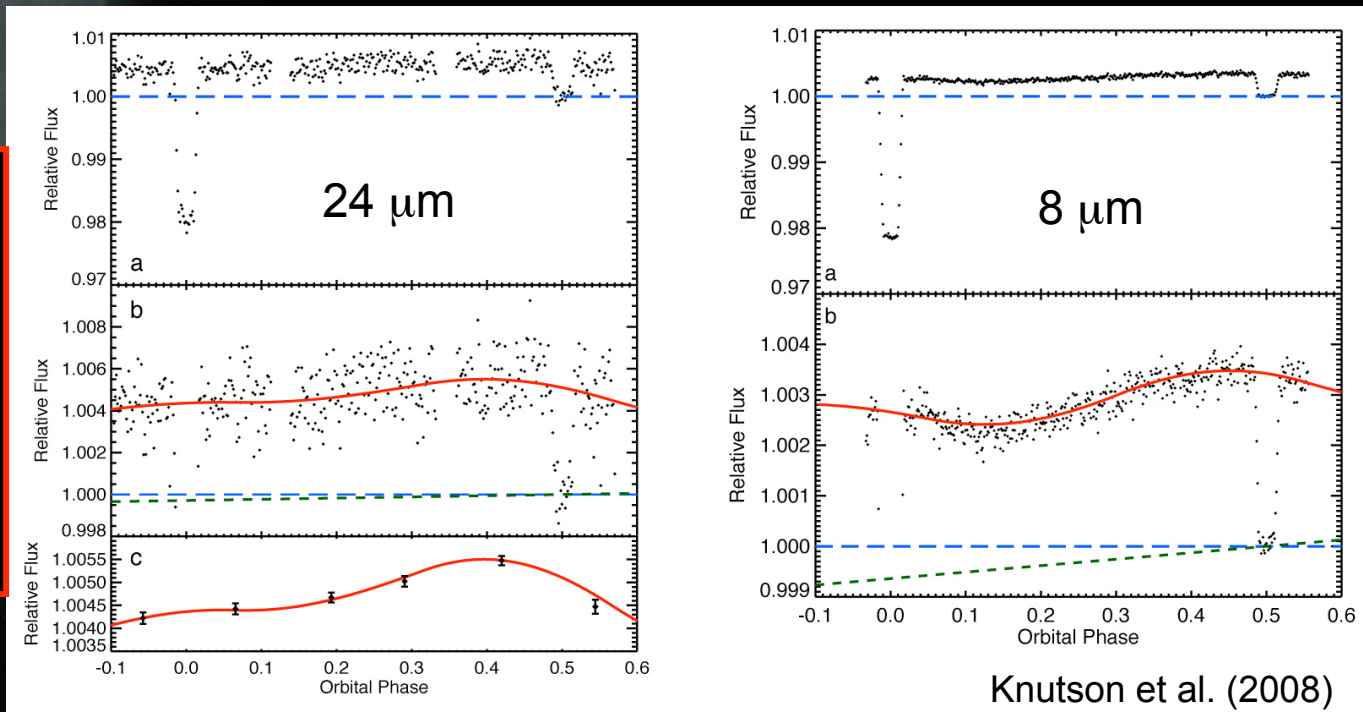 1.01
1.00
0.99
0.98
0.97
Relative Flux
24 µm
a
1.008
1.006
1.004
1.002
1.000
0.998
Relative Flux
b
1.0055
1.0050
1.0045
1.0040
1.0035
Relative Flux
c
-0.1 0.0 0.1 0.2 0.3 0.4 0.5 0.6
Orbital Phase
1.01
1.00
0.99
0.98
0.97
Relative Flux
8 µm
a
1.004
1.003
1.002
1.001
1.000
0.999
Relative Flux
b
-0.1 0.0 0.1 0.2 0.3 0.4 0.5 0.6
Orbital Phase
Knutson et al. (2008)